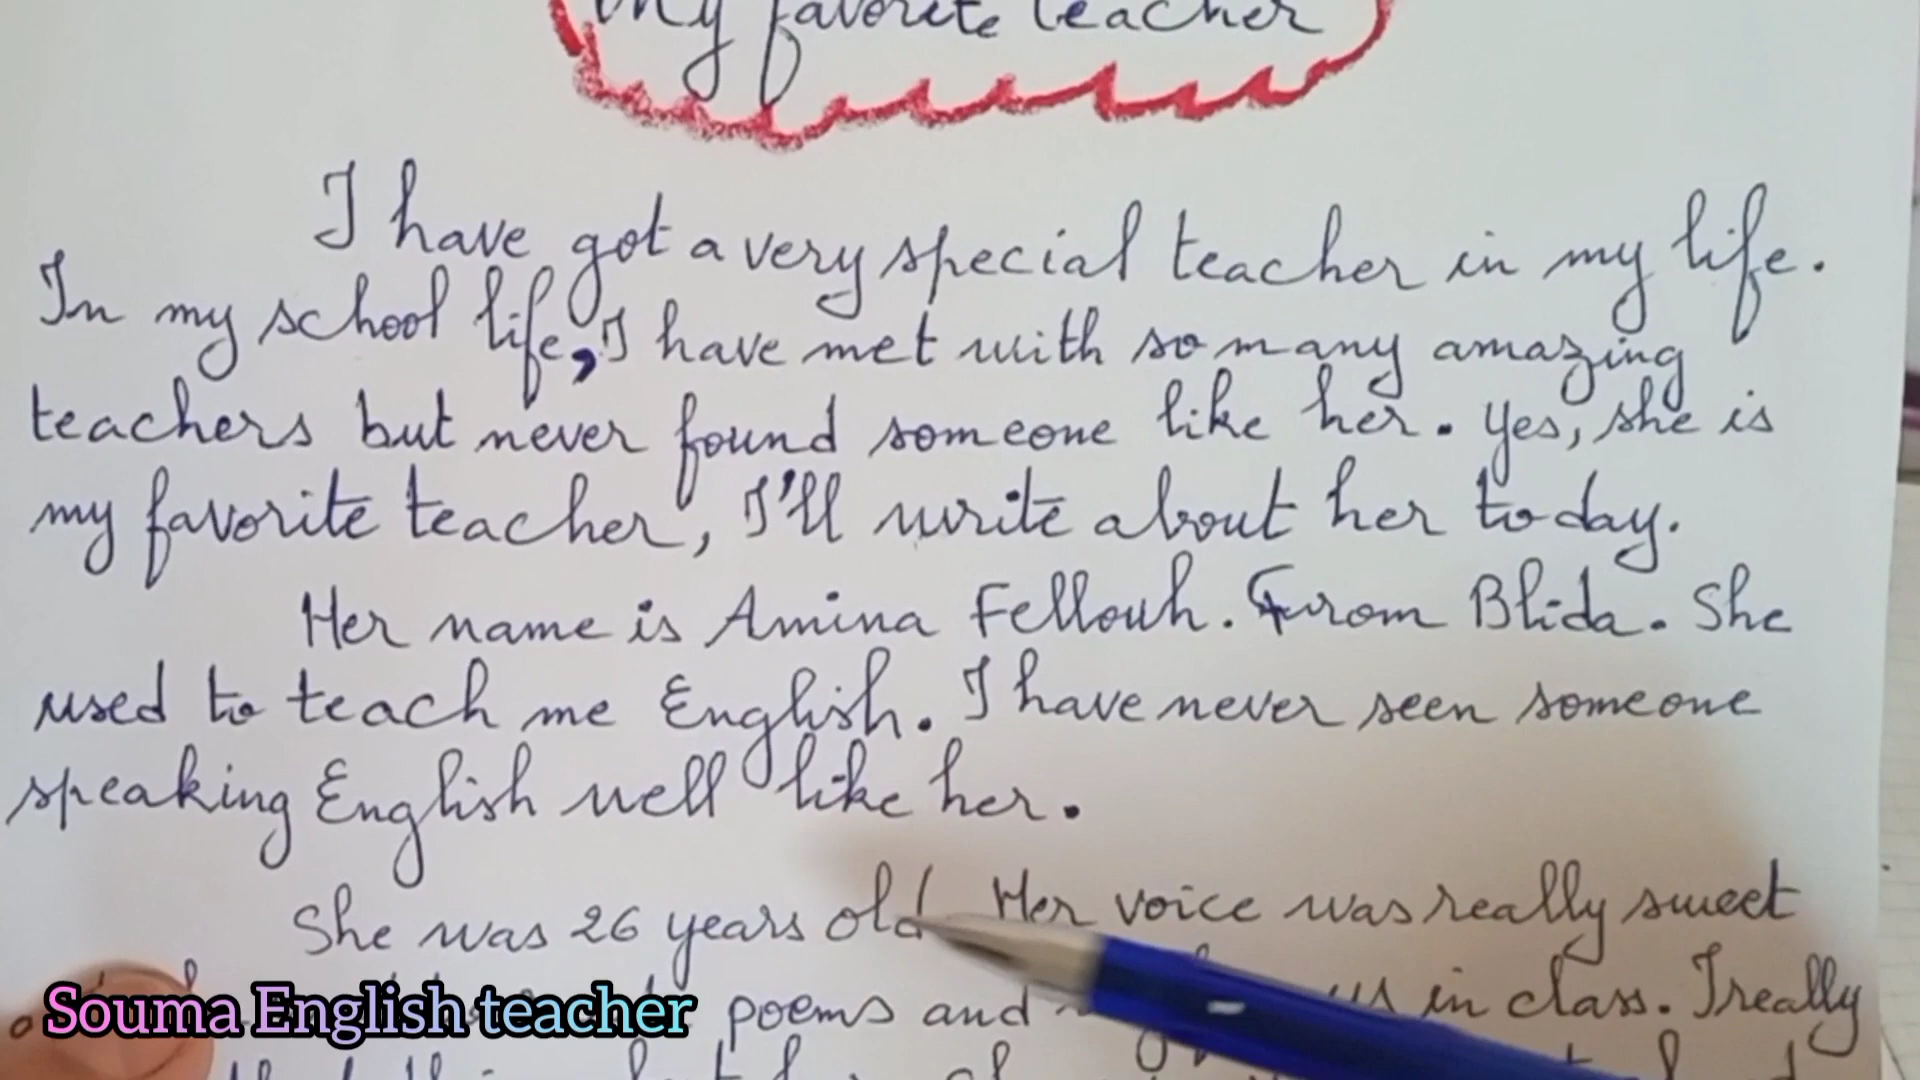 My favorite teacher
I have got a very special teacher in my life.
In my school life, I have met with so many amazing
teachers but never found someone like her. Yes, she is
my favorite teacher, I'll write about her today.
Her name is Amina Fellouh. From Blida. She
used to teach me English. I have never seen someone
speaking English well like her.
She was 26 years old Her voice was really sweet
poems and us in class. I really
Souma English teacher